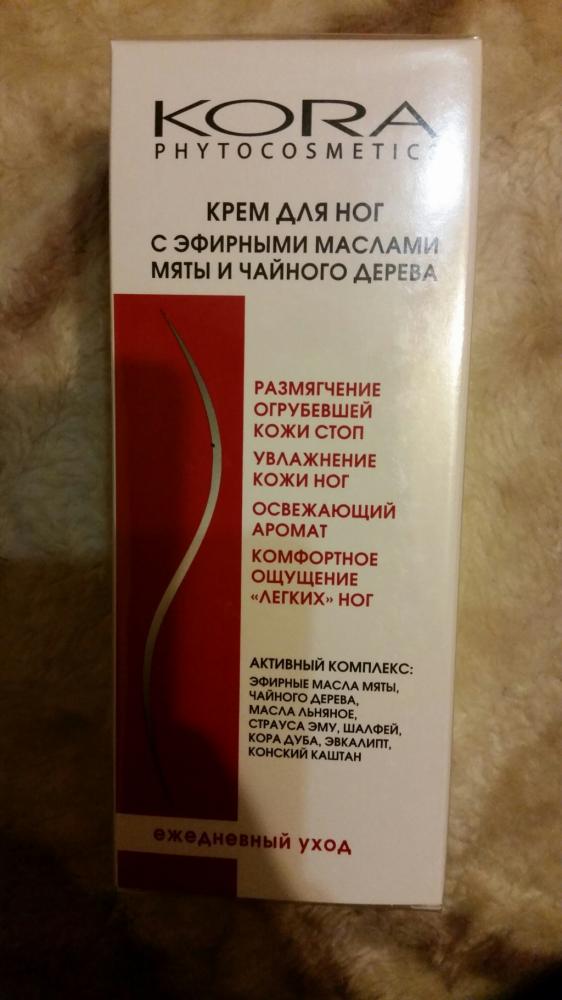 KORA
PHYTOCOSMETICS
КРЕМ ДЛЯ НОГ
С ЭФИРНЫМИ МАСЛАМИ
МЯТЫ И ЧАЙНОГО ДЕРЕВА
РАЗМЯГЧЕНИЕ
ОГРУБЕВШЕЙ
КОЖИ СТОП
УВЛАЖНЕНИЕ
КОЖИ НОГ
ОСВЕЖАЮЩИЙ
АРОМАТ
КОМФОРТНОЕ
ОЩУЩЕНИЕ
«ЛЕГКИХ» НОГ
АКТИВНЫЙ КОМПЛЕКС:
ЭФИРНЫЕ МАСЛА МЯТЫ,
ЧАЙНОГО ДЕРЕВА,
МАСЛА ЛЬНЯНОЕ,
СТРАУСА ЭМУ, ШАЛФЕЙ,
КОРА ДУБА, ЭВКАЛИПТ,
КОНСКИЙ КАШТАН
ежедневный уход